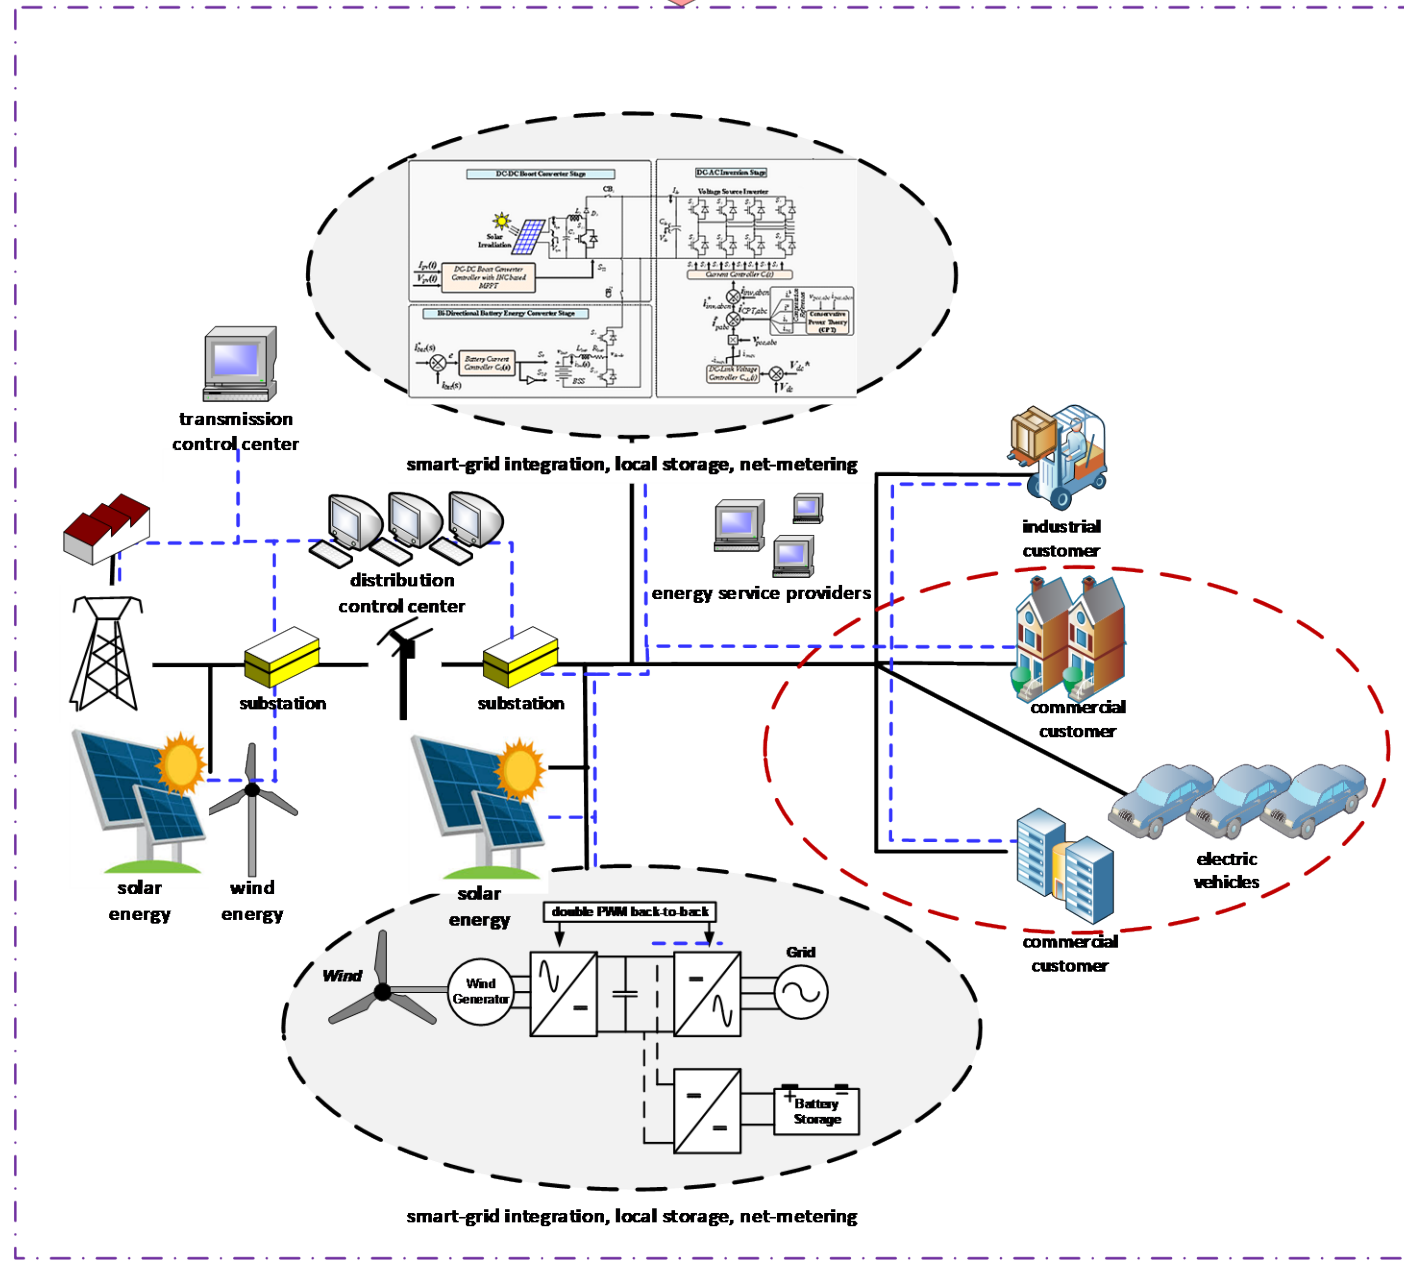 DC-DC Boost Converter Stage
DC-AC Inversion Stage
Voltage Source Inverter
Solar
Irradiation
DC-DC Boost Converter
Controller with INC based
MPPT
Current Controller
Bi-Directional Battery Energy Converter Stage
Battery Current
Controller
BSS
Conservative
Power Theory
(CPT)
DC-Link Voltage
Controller
transmission
control center
smart-grid integration, local storage, net-metering
industrial
customer
distribution
control center
energy service providers
substation
substation
commercial
customer
electric
vehicles
solar
energy
wind
energy
solar
energy
commercial
customer
double PWM back-to-back
Wind
Wind
Generator
Grid
Battery
Storage
smart-grid integration, local storage, net-metering